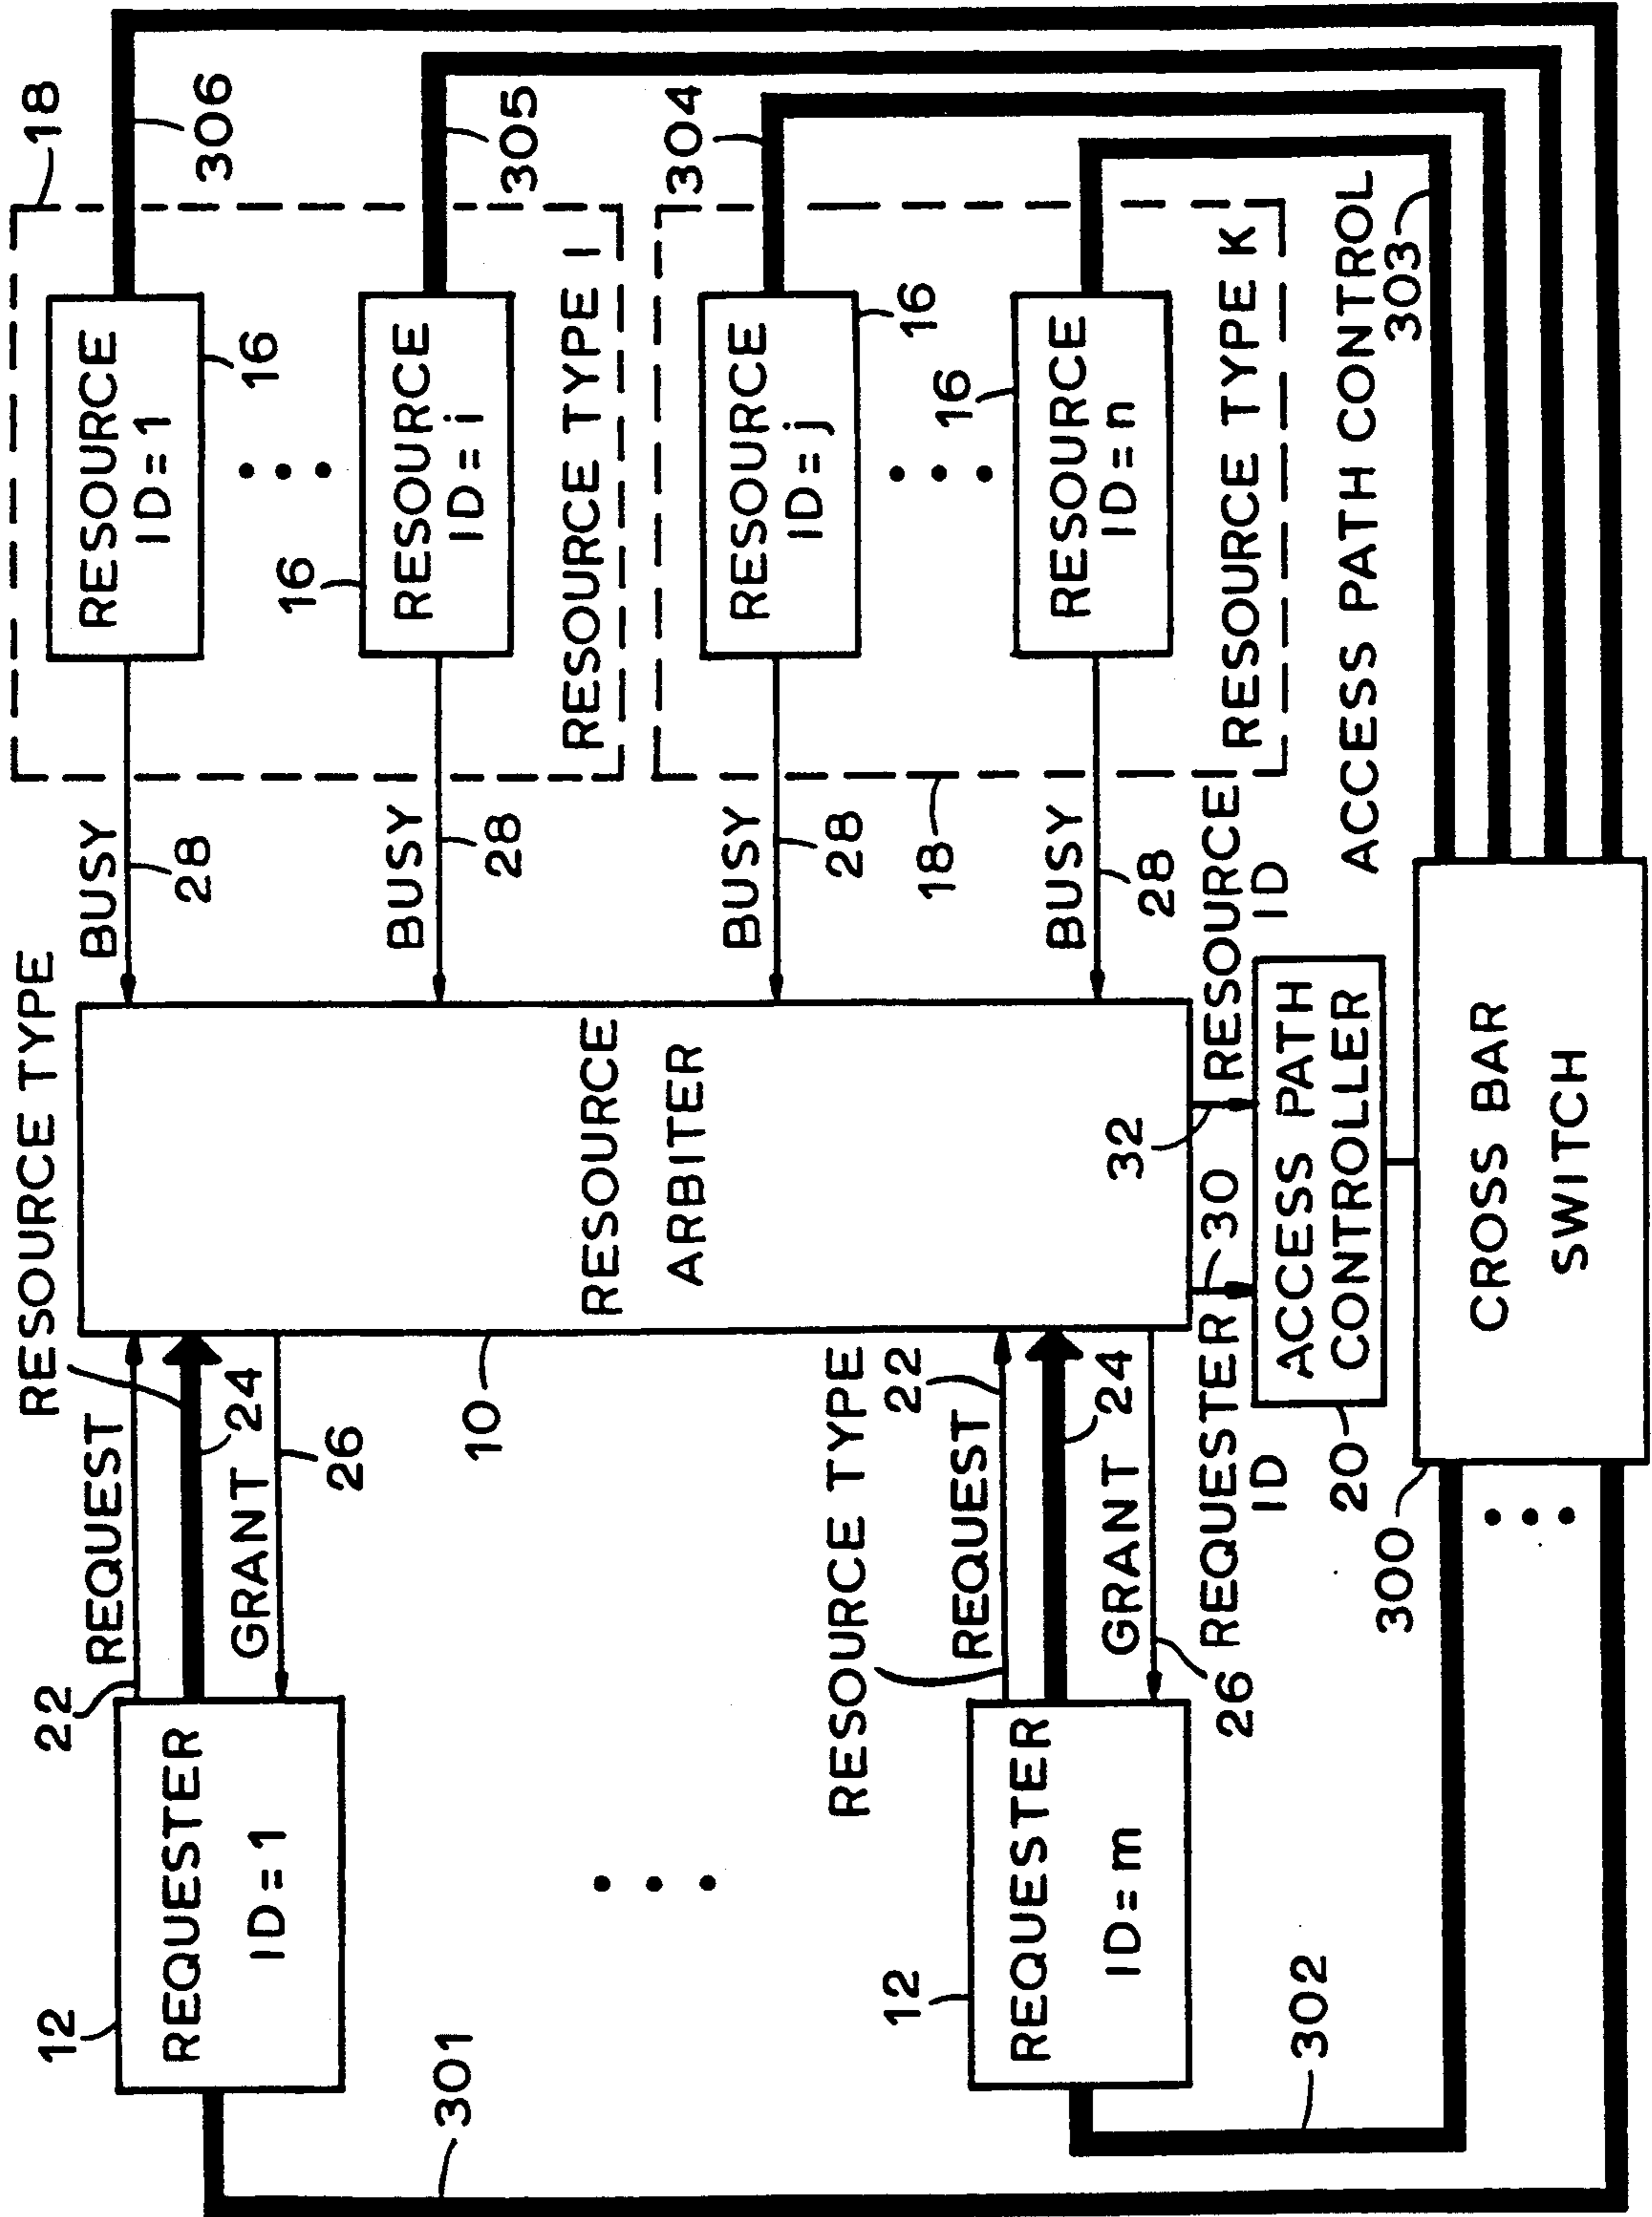 18
306
305
304
303
RESOURCE
ID = 1
16
RESOURCE
ID = i
16
RESOURCE TYPE I
RESOURCE
ID = j
16
RESOURCE
ID = n
16
RESOURCE TYPE K
ACCESS PATH CONTROL
BUSY
28
BUSY
28
BUSY
28
18
BUSY
28
RESOURCE TYPE
RESOURCE
ARBITER
10
32
RESOURCE
ID
30
REQUESTER
ID
ACCESS PATH
CONTROLLER
20
CROSS BAR
SWITCH
300
REQUEST
22
24
GRANT
26
RESOURCE TYPE
REQUEST
22
24
GRANT
26
REQUESTER
ID = 1
12
REQUESTER
ID = m
12
301
302